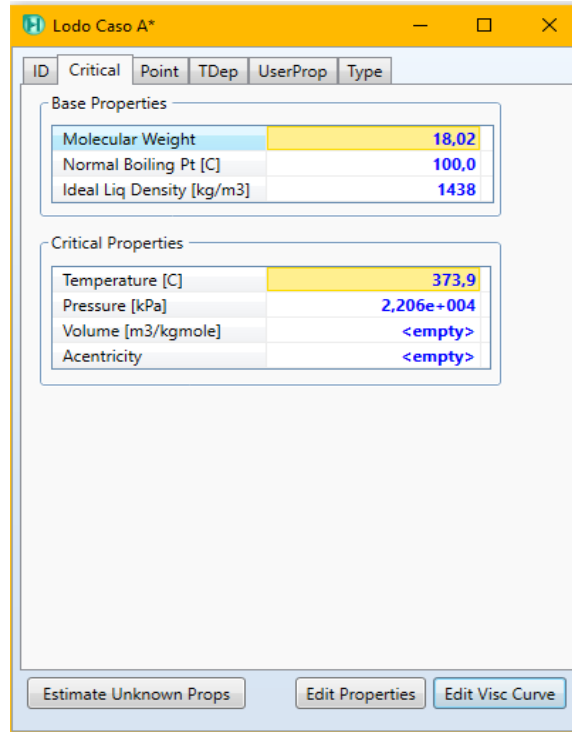 Lodo Caso A*
ID Critical Point TDep UserProp Type
Base Properties
Molecular Weight 18,02
Normal Boiling Pt [C] 100,0
Ideal Liq Density [kg/m3] 1438
Critical Properties
Temperature [C] 373,9
Pressure [kPa] 2,206e+004
Volume [m3/kgmole] <empty>
Acentricity <empty>
Estimate Unknown Props Edit Properties Edit Visc Curve